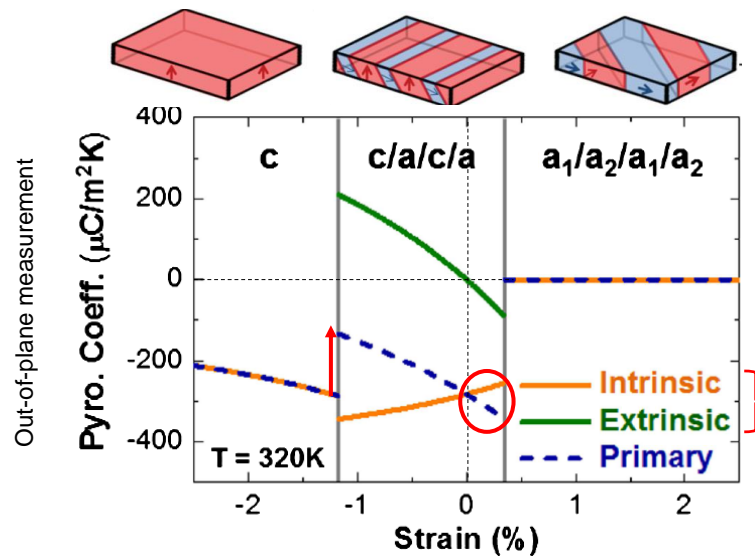 400
200
0
-200
-400
Out-of-plane measurement
Pyro. Coeff. (μC/m²K)
c
c/a/c/a
a₁/a₂/a₁/a₂
Intrinsic
Extrinsic
Primary
T = 320K
-2
-1
0
1
2
Strain (%)